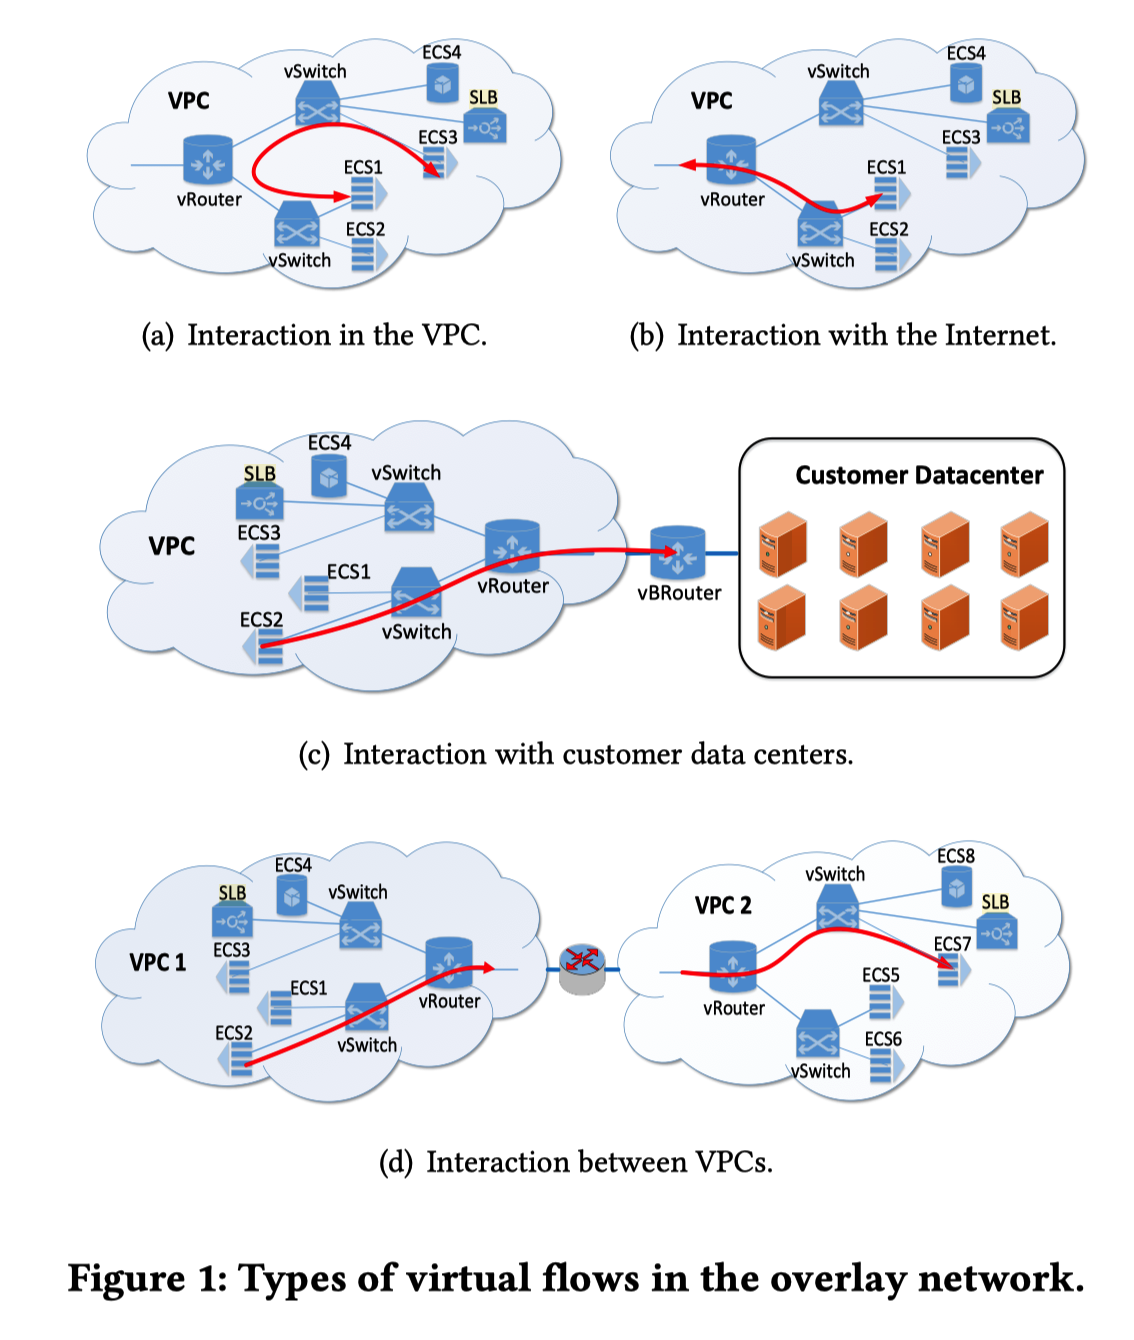 ECS4
vSwitch
SLB
VPC
ECS3
ECS1
vRouter
ECS2
vSwitch
(a) Interaction in the VPC.
ECS4
vSwitch
SLB
VPC
ECS3
ECS1
vRouter
ECS2
vSwitch
(b) Interaction with the Internet.
ECS4
SLB
vSwitch
ECS3
VPC
ECS1
vRouter
ECS2
vSwitch
vBRouter
Customer Datacenter
(c) Interaction with customer data centers.
ECS4
SLB
vSwitch
ECS3
VPC 1
ECS1
vRouter
ECS2
vSwitch
ECS8
vSwitch
SLB
VPC 2
ECS7
ECS5
vRouter
ECS6
vSwitch
(d) Interaction between VPCs.
Figure 1: Types of virtual flows in the overlay network.